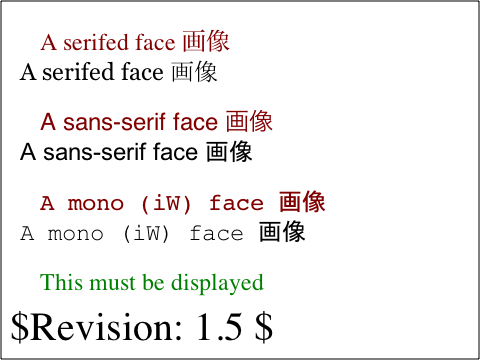 A serifed face 画像
A serifed face 画像
A sans-serif face 画像
A sans-serif face 画像
A mono (iW) face 画像
A mono (iW) face 画像
This must be displayed
$Revision: 1.5 $